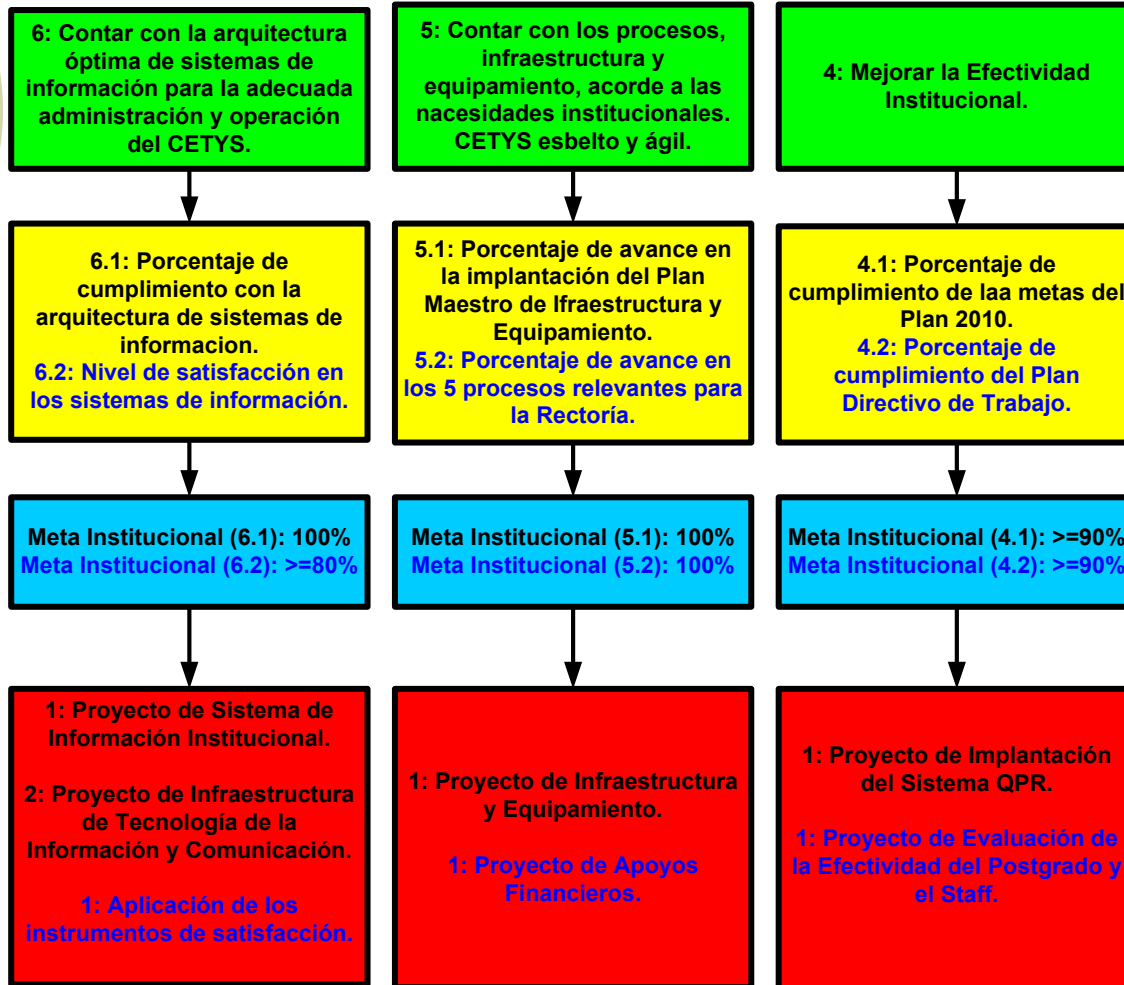 6: Contar con la arquitectura
óptima de sistemas de
información para la adecuada
administración y operación
del CETYS.
5: Contar con los procesos,
infraestructura y
equipamiento, acorde a las
nacesidades institucionales.
CETYS esbelto y ágil.
4: Mejorar la Efectividad
Institucional.
6.1: Porcentaje de
cumplimiento con la
arquitectura de sistemas de
informacion.
6.2: Nivel de satisfacción en
los sistemas de información.
5.1: Porcentaje de avance en
la implantación del Plan
Maestro de Ifraestructura y
Equipamiento.
5.2: Porcentaje de avance en
los 5 procesos relevantes para
la Rectoría.
4.1: Porcentaje de
cumplimiento de laa metas del
Plan 2010.
4.2: Porcentaje de
cumplimiento del Plan
Directivo de Trabajo.
Meta Institucional (6.1): 100%
Meta Institucional (6.2): >=80%
Meta Institucional (5.1): 100%
Meta Institucional (5.2): 100%
Meta Institucional (4.1): >=90%
Meta Institucional (4.2): >=90%
1: Proyecto de Sistema de
Información Institucional.
2: Proyecto de Infraestructura
de Tecnología de la
Información y Comunicación.
1: Aplicación de los
instrumentos de satisfacción.
1: Proyecto de Infraestructura
y Equipamiento.
1: Proyecto de Apoyos
Financieros.
1: Proyecto de Implantación
del Sistema QPR.
1: Proyecto de Evaluación de
la Efectividad del Postgrado y
el Staff.